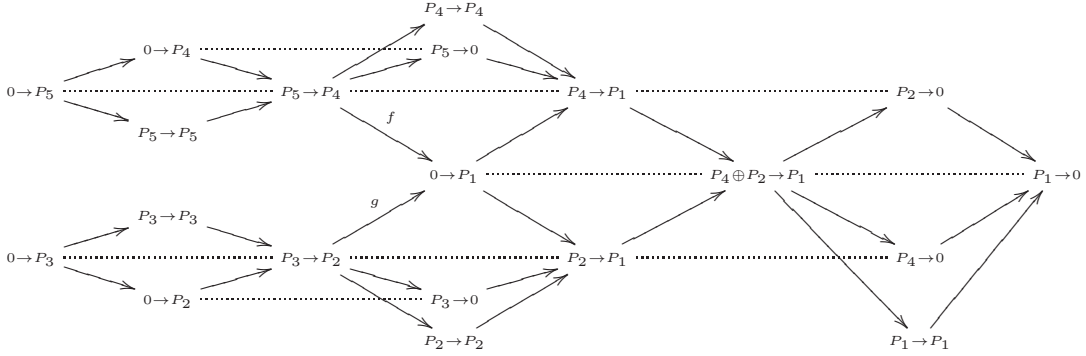 P₄→P₄
0→P₄ P₅→0
0→P₅ P₅→P₄ P₄→P₁ P₂→0
P₅→P₅
f
0→P₁ P₄⊕P₂→P₁ P₁→0
g
P₃→P₃
0→P₃ P₃→P₂ P₂→P₁ P₄→0
0→P₂ P₃→0
P₂→P₂ P₁→P₁